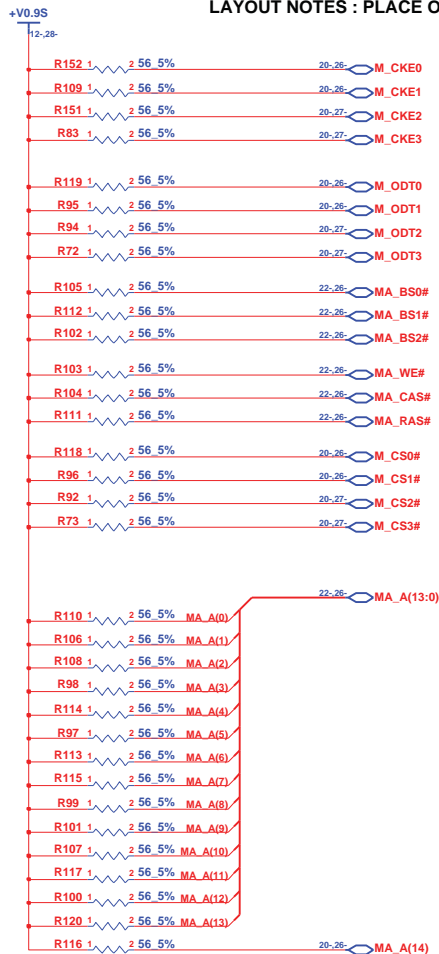 LAYOUT NOTES : PLACE O
+V0.9S
12-,28-
R152 1 2 56_5% 20-,26- M_CKE0
R109 1 2 56_5% 20-,26- M_CKE1
R151 1 2 56_5% 20-,27- M_CKE2
R83 1 2 56_5% 20-,27- M_CKE3
R119 1 2 56_5% 20-,26- M_ODT0
R95 1 2 56_5% 20-,26- M_ODT1
R94 1 2 56_5% 20-,27- M_ODT2
R72 1 2 56_5% 20-,27- M_ODT3
R105 1 2 56_5% 22-,26- MA_BS0#
R112 1 2 56_5% 22-,26- MA_BS1#
R102 1 2 56_5% 22-,26- MA_BS2#
R103 1 2 56_5% 22-,26- MA_WE#
R104 1 2 56_5% 22-,26- MA_CAS#
R111 1 2 56_5% 22-,26- MA_RAS#
R118 1 2 56_5% 20-,26- M_CS0#
R96 1 2 56_5% 20-,26- M_CS1#
R92 1 2 56_5% 20-,27- M_CS2#
R73 1 2 56_5% 20-,27- M_CS3#
22-,26- MA_A(13:0)
R110 1 2 56_5% MA_A(0)
R106 1 2 56_5% MA_A(1)
R108 1 2 56_5% MA_A(2)
R98 1 2 56_5% MA_A(3)
R114 1 2 56_5% MA_A(4)
R97 1 2 56_5% MA_A(5)
R113 1 2 56_5% MA_A(6)
R115 1 2 56_5% MA_A(7)
R99 1 2 56_5% MA_A(8)
R101 1 2 56_5% MA_A(9)
R107 1 2 56_5% MA_A(10)
R117 1 2 56_5% MA_A(11)
R100 1 2 56_5% MA_A(12)
R120 1 2 56_5% MA_A(13)
R116 1 2 56_5% 20-,26- MA_A(14)